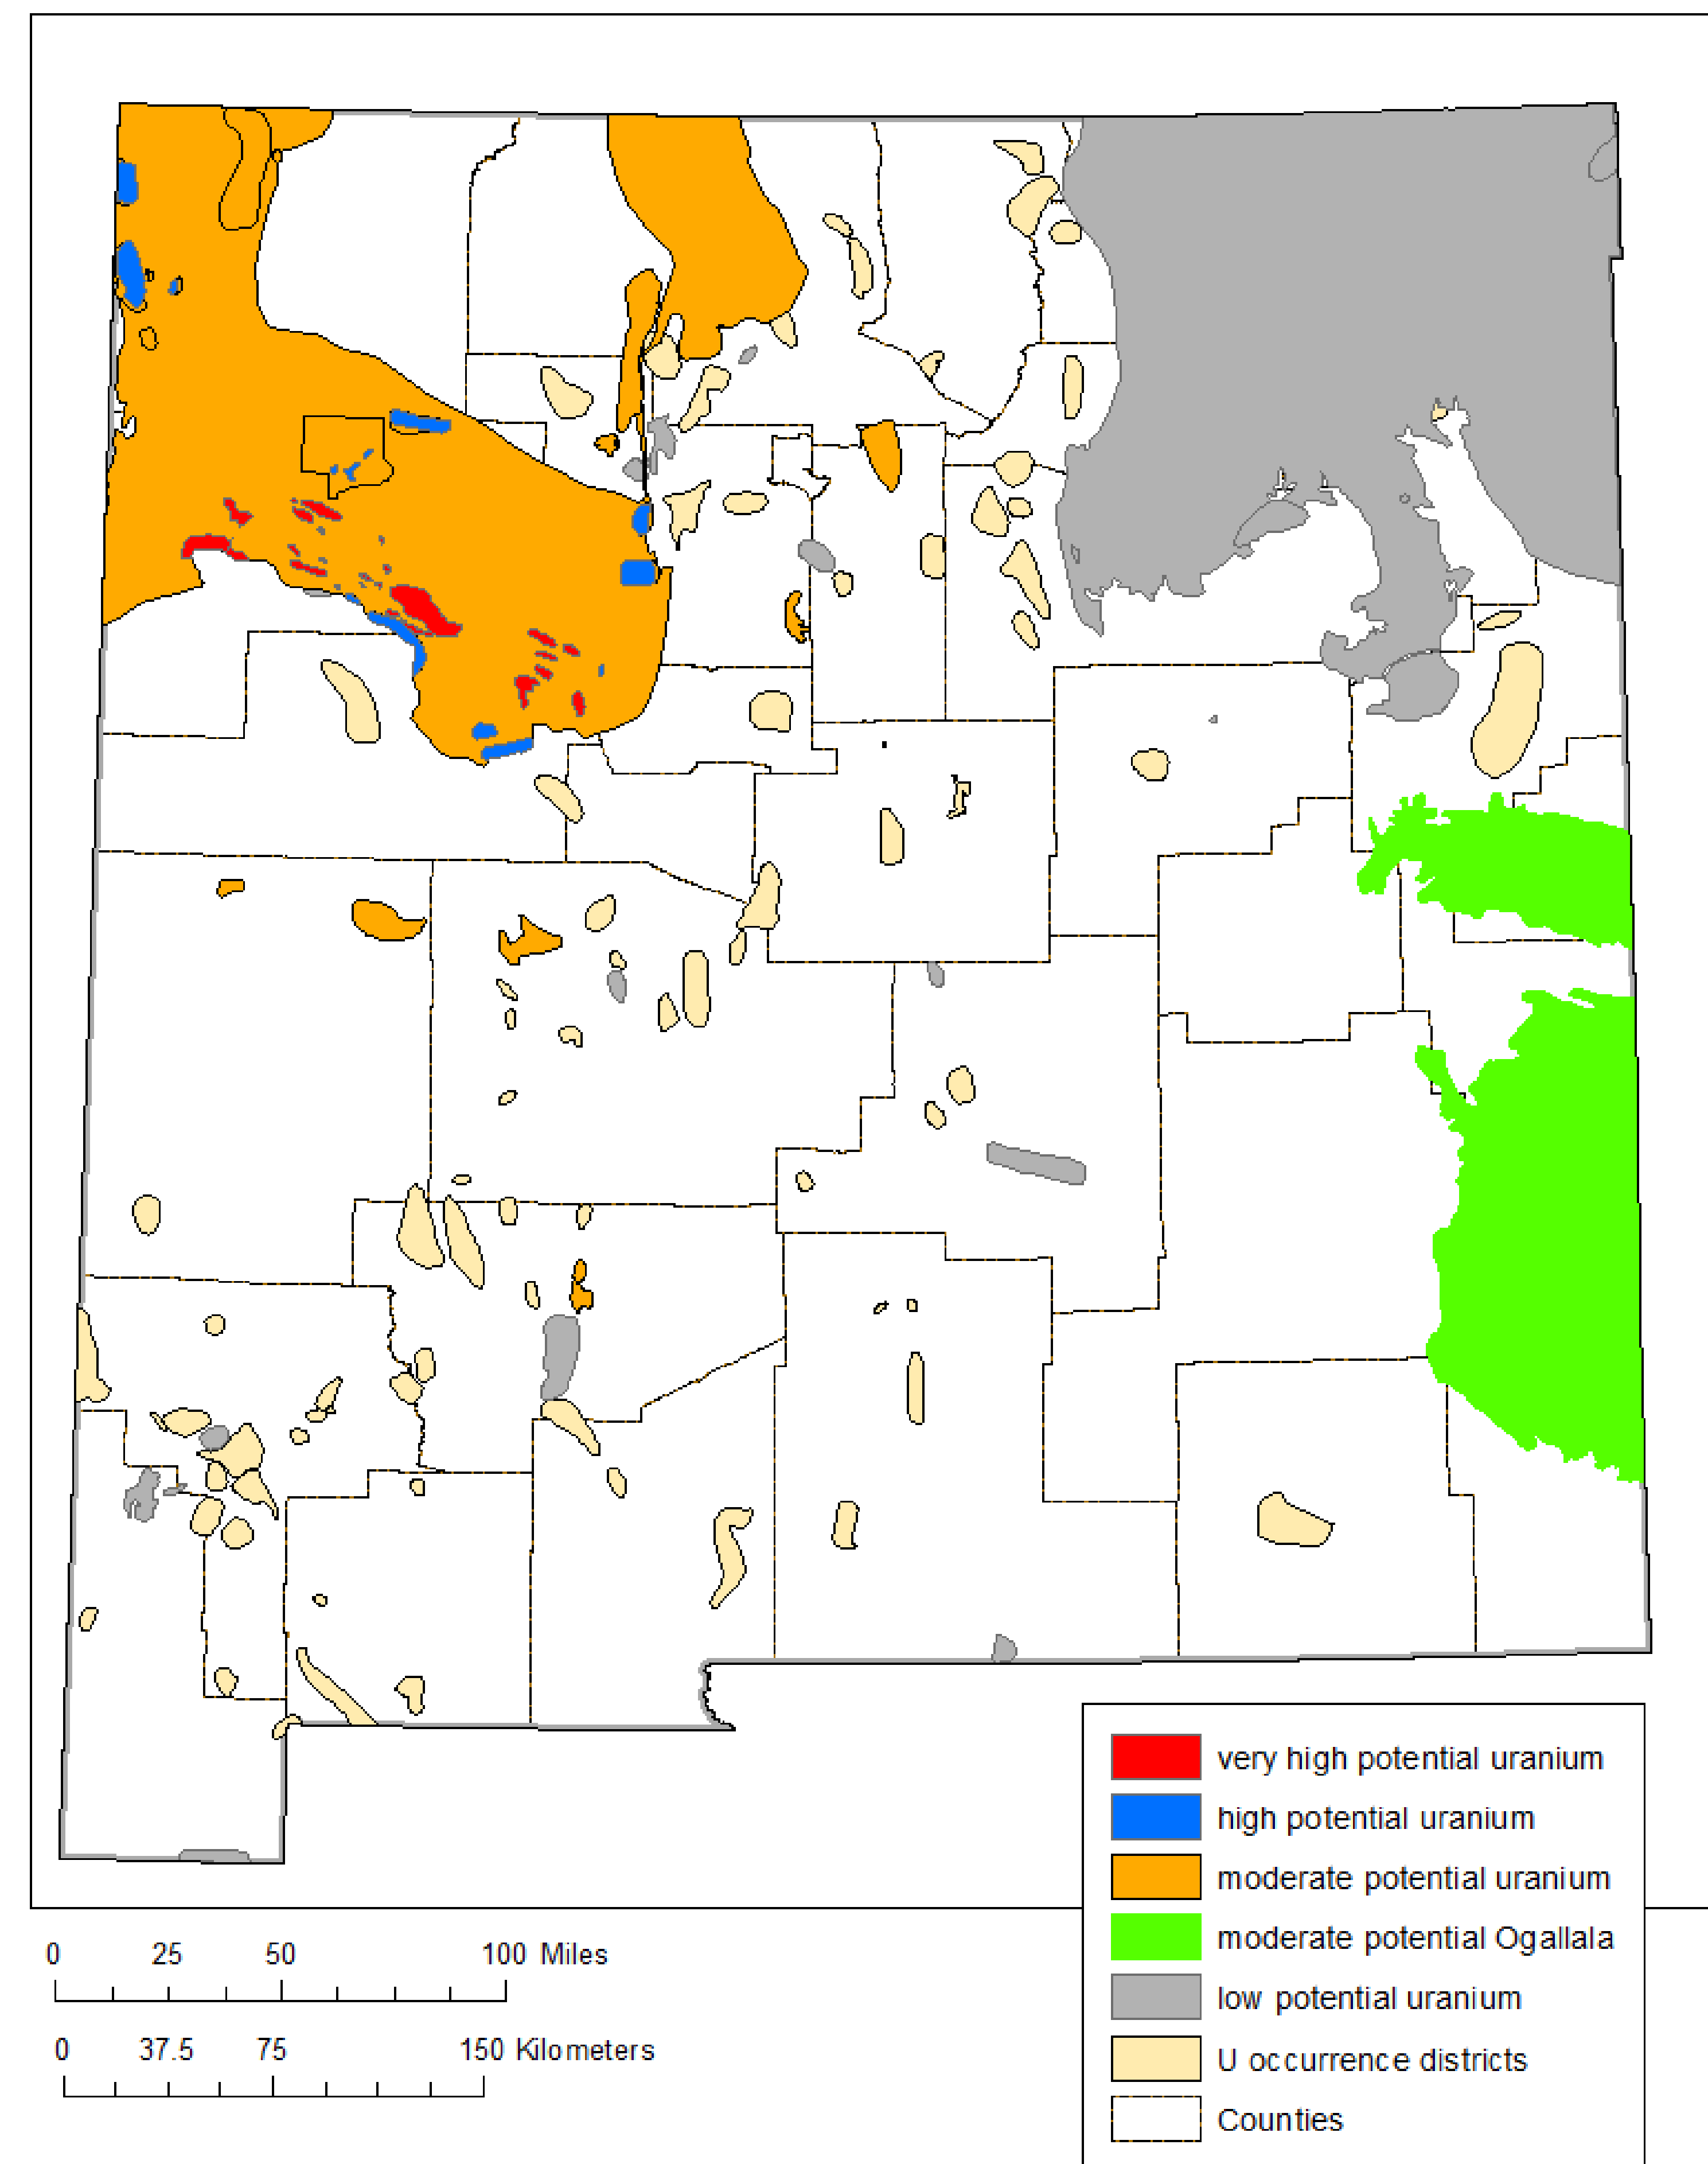 very high potential uranium
high potential uranium
moderate potential uranium
moderate potential Ogallala
low potential uranium
U occurrence districts
Counties
0 25 50 100 Miles
0 37.5 75 150 Kilometers